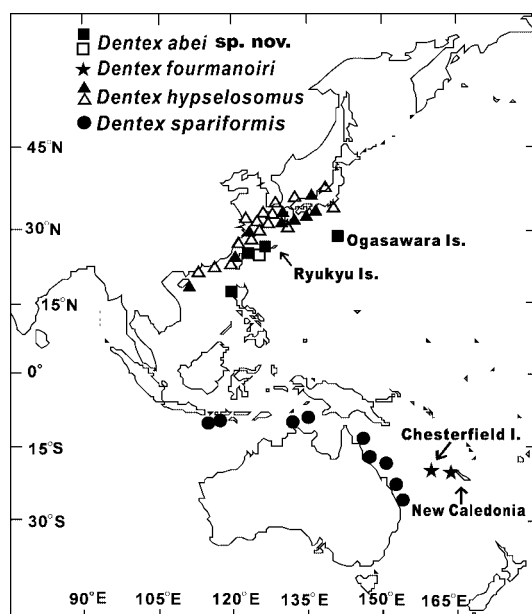 Dentex abei sp. nov.
Dentex fourmanoiri
Dentex hypselosomus
Dentex spariformis
45°N
30°N
Ogasawara Is.
Ryukyu Is.
15°N
0°
Chesterfield I.
15°S
New Caledonia
30°S
90°E 105°E 120°E 135°E 150°E 165°E